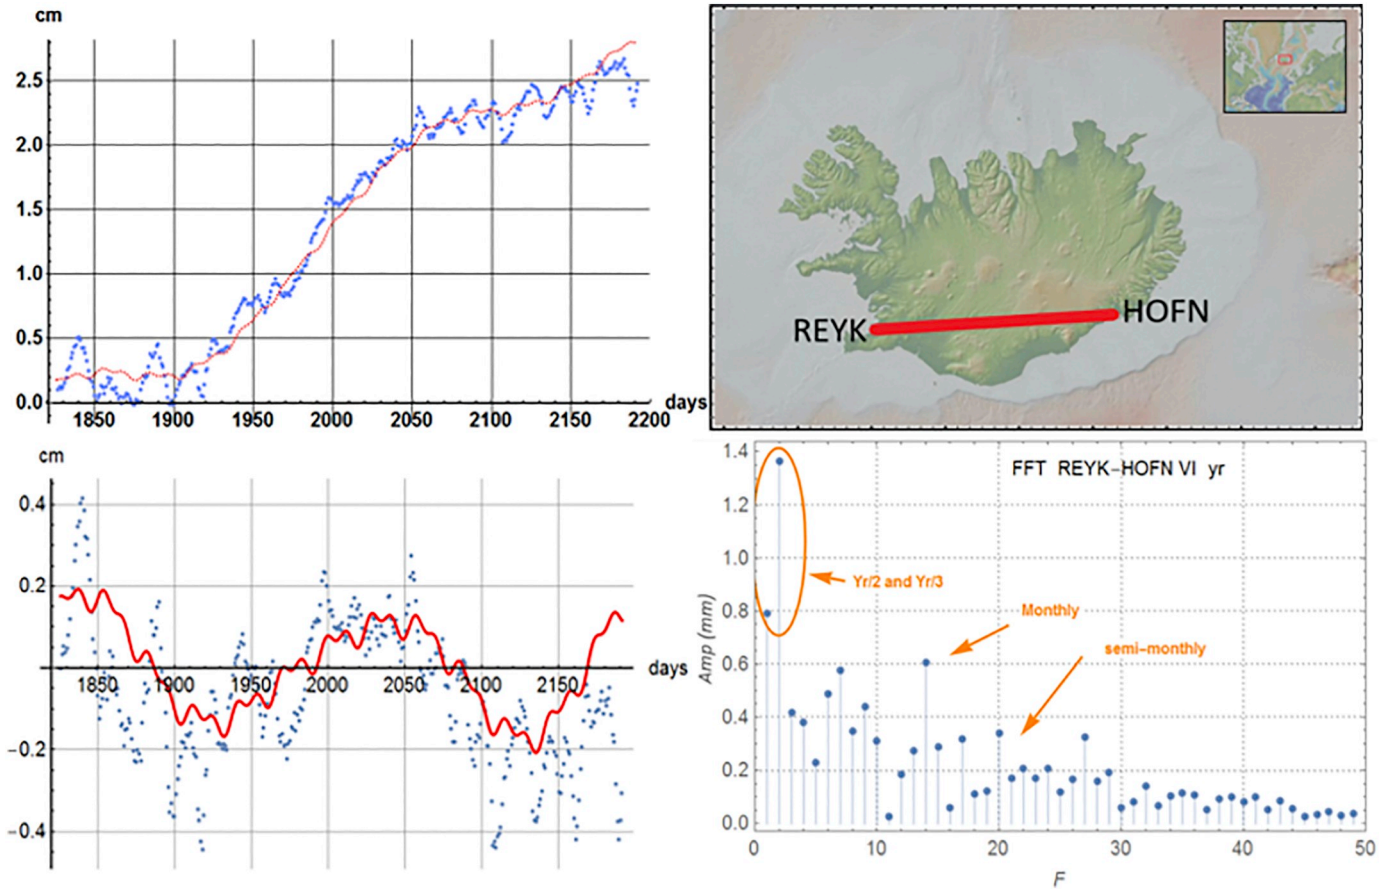 cm
2.5
2.0
1.5
1.0
0.5
0.0
1850 1900 1950 2000 2050 2100 2150 2200
days
REYK
HOFN
cm
0.4
0.2
-0.2
-0.4
1850 1900 1950 2000 2050 2100 2150
days
FFT REYK-HOFN VI yr
1.4
1.2
1.0
0.8
0.6
0.4
0.2
0.0
Amp (mm)
Yr/2 and Yr/3
Monthly
semi-monthly
0 10 20 30 40 50
F